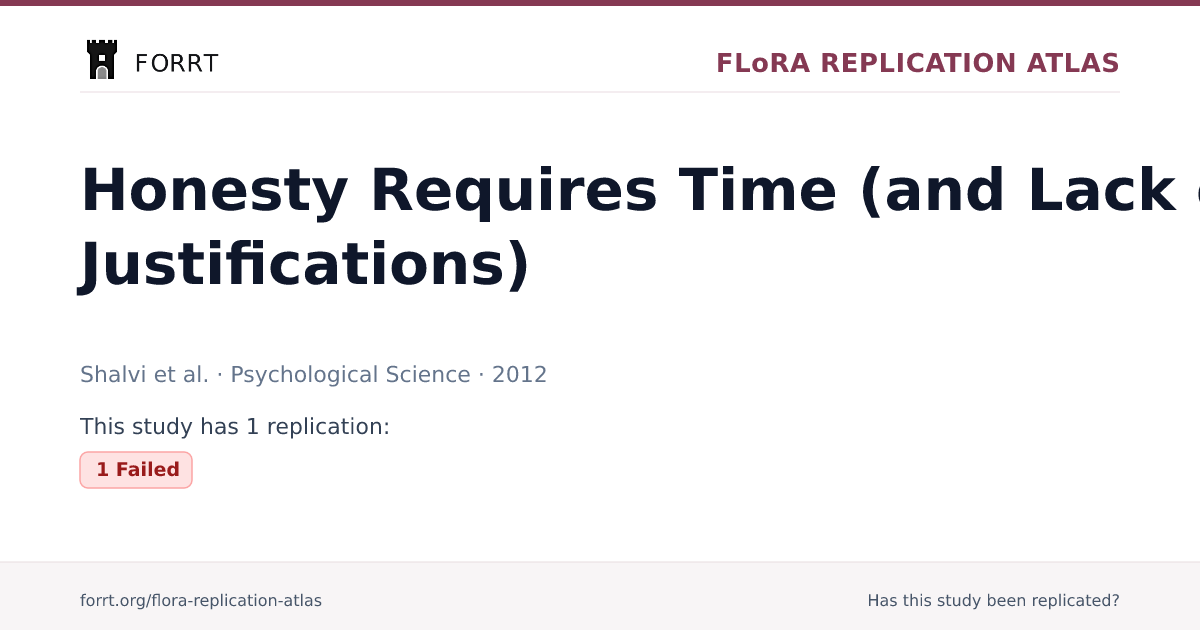 FORRT
FLoRA REPLICATION ATLAS
Honesty Requires Time (and Lack
Justifications)
Shalvi et al. · Psychological Science · 2012
This study has 1 replication:
1 Failed
forrt.org/flora-replication-atlas
Has this study been replicated?